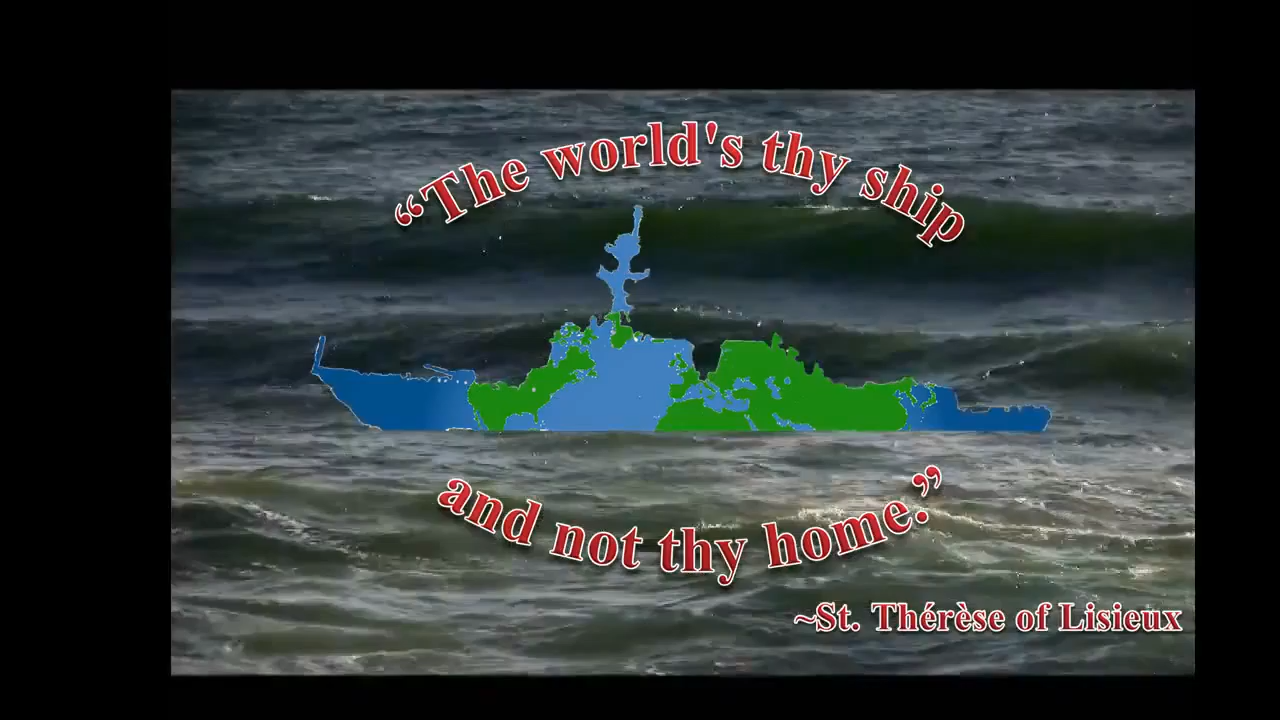 “The world's thy ship
and not thy home.”
~St. Thérèse of Lisieux